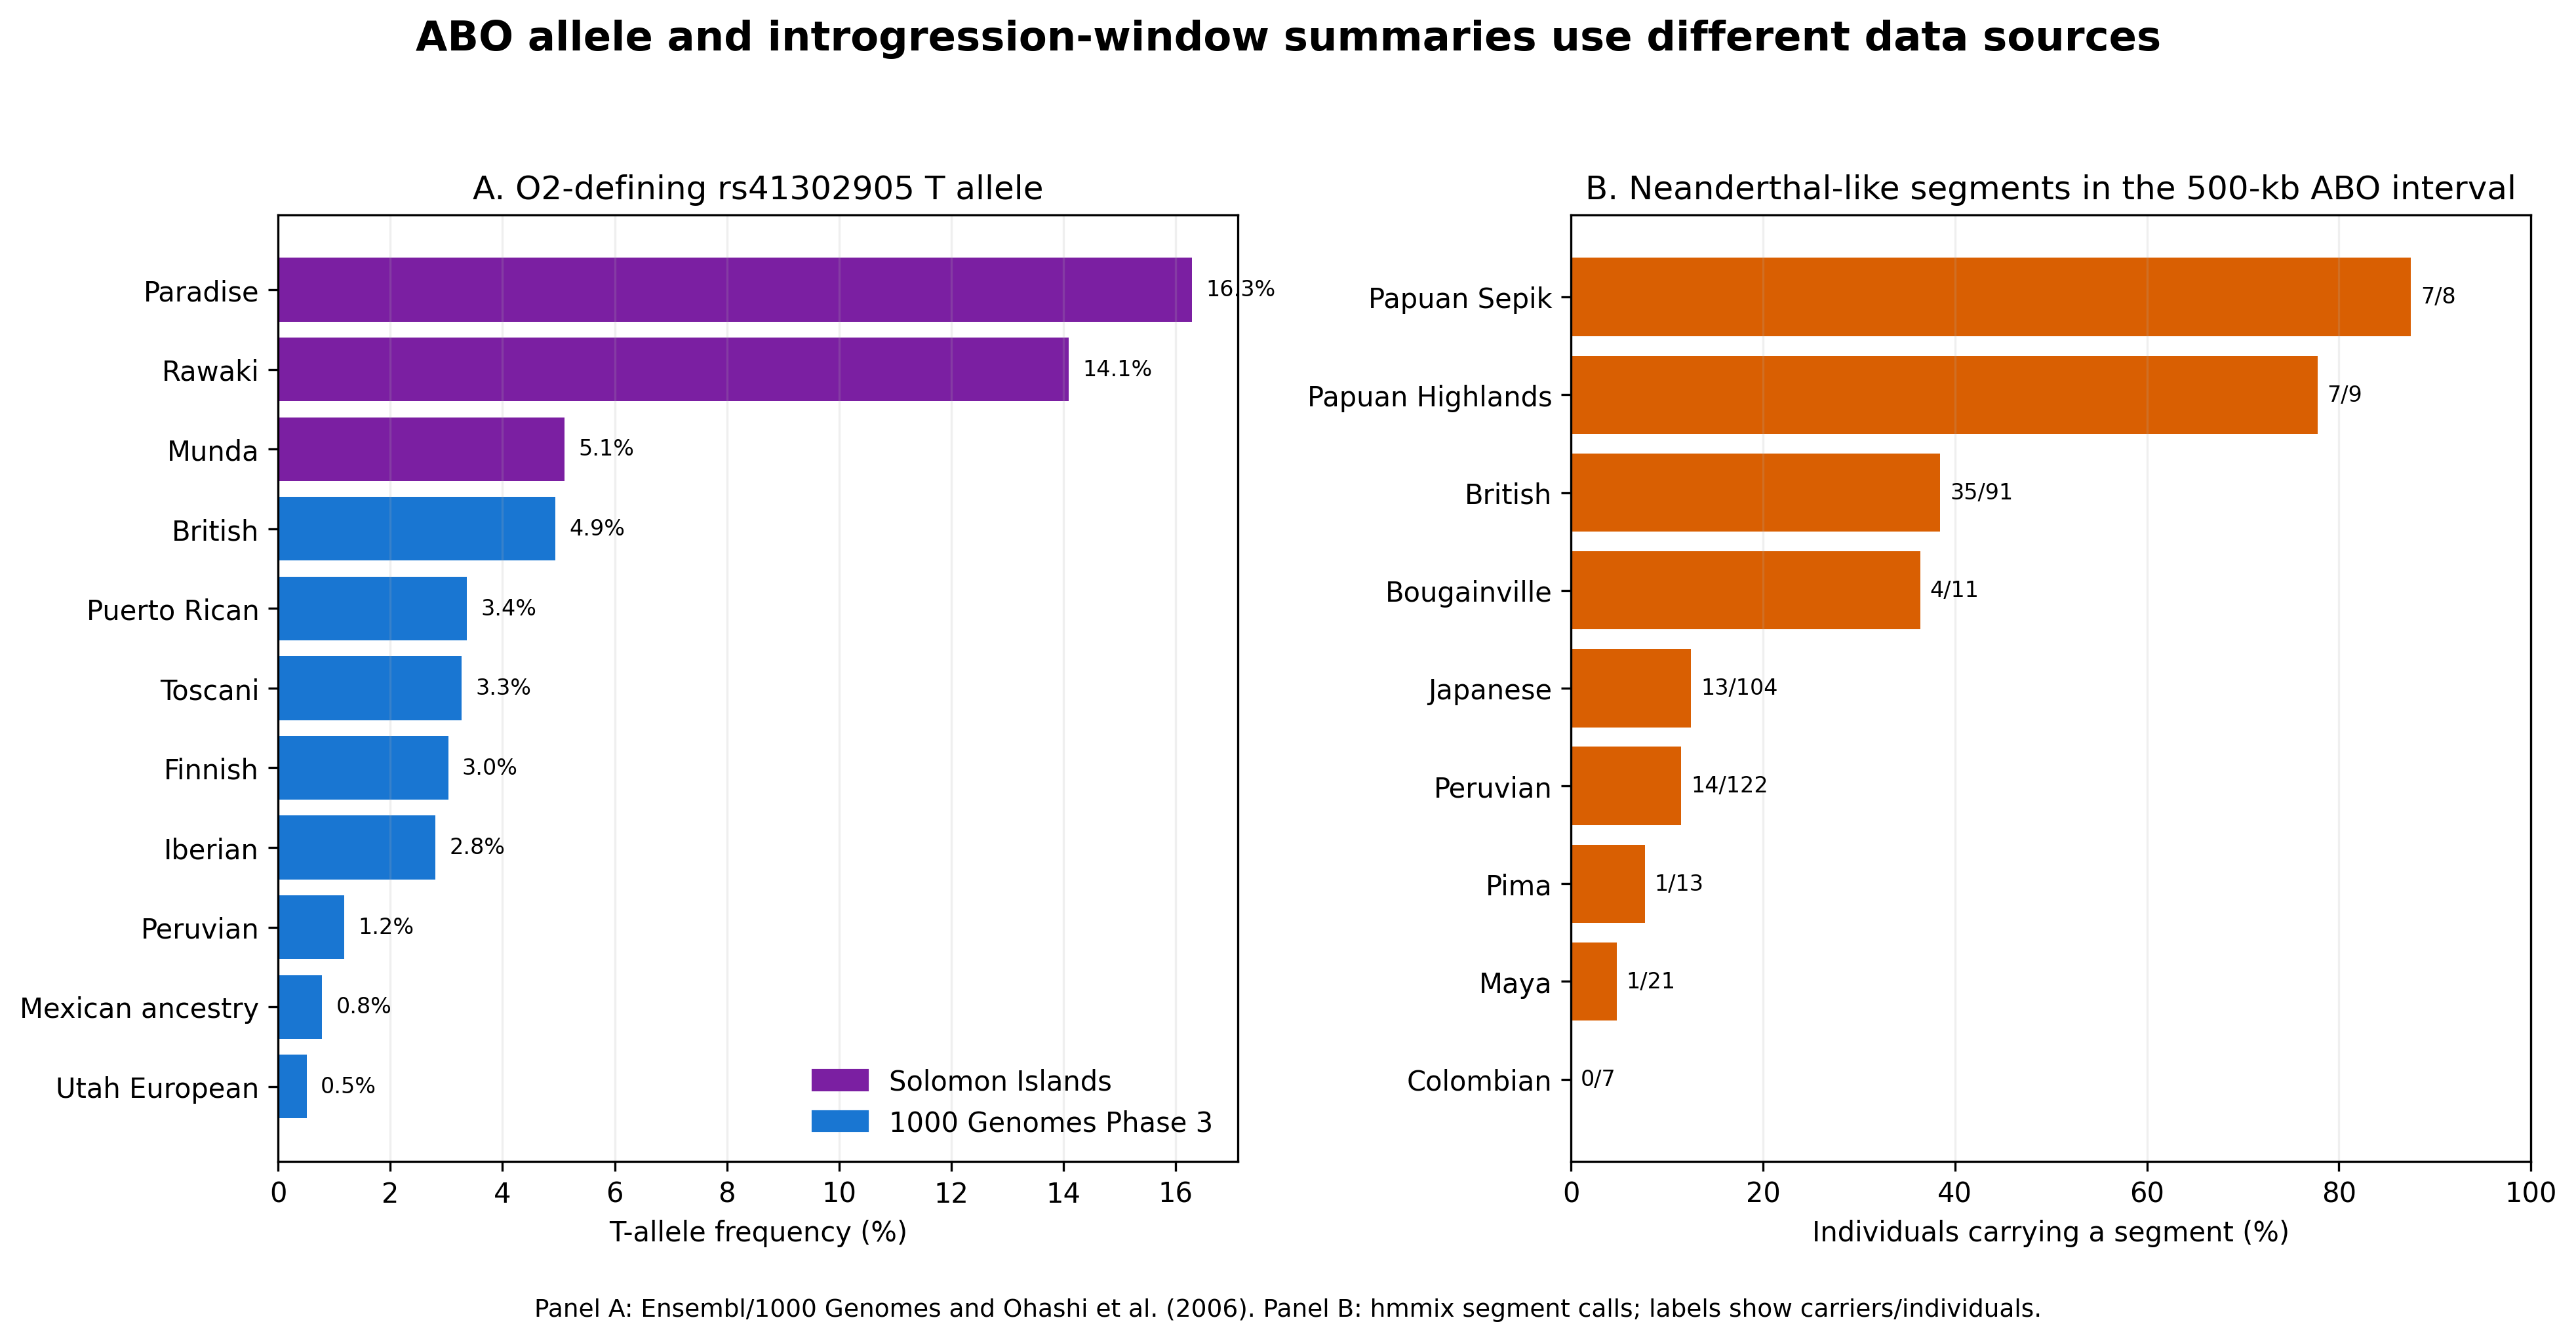 ABO allele and introgression-window summaries use different data sources
A. O2-defining rs41302905 T allele
Paradise
16.3%
Rawaki
14.1%
Munda
5.1%
British
4.9%
Puerto Rican
3.4%
Toscani
3.3%
Finnish
3.0%
Iberian
2.8%
Peruvian
1.2%
Mexican ancestry
0.8%
Utah European
0.5%
Solomon Islands
1000 Genomes Phase 3
0 2 4 6 8 10 12 14 16
T-allele frequency (%)
B. Neanderthal-like segments in the 500-kb ABO interval
Papuan Sepik
7/8
Papuan Highlands
7/9
British
35/91
Bougainville
4/11
Japanese
13/104
Peruvian
14/122
Pima
1/13
Maya
1/21
Colombian
0/7
0 20 40 60 80 100
Individuals carrying a segment (%)
Panel A: Ensembl/1000 Genomes and Ohashi et al. (2006). Panel B: hmmix segment calls; labels show carriers/individuals.